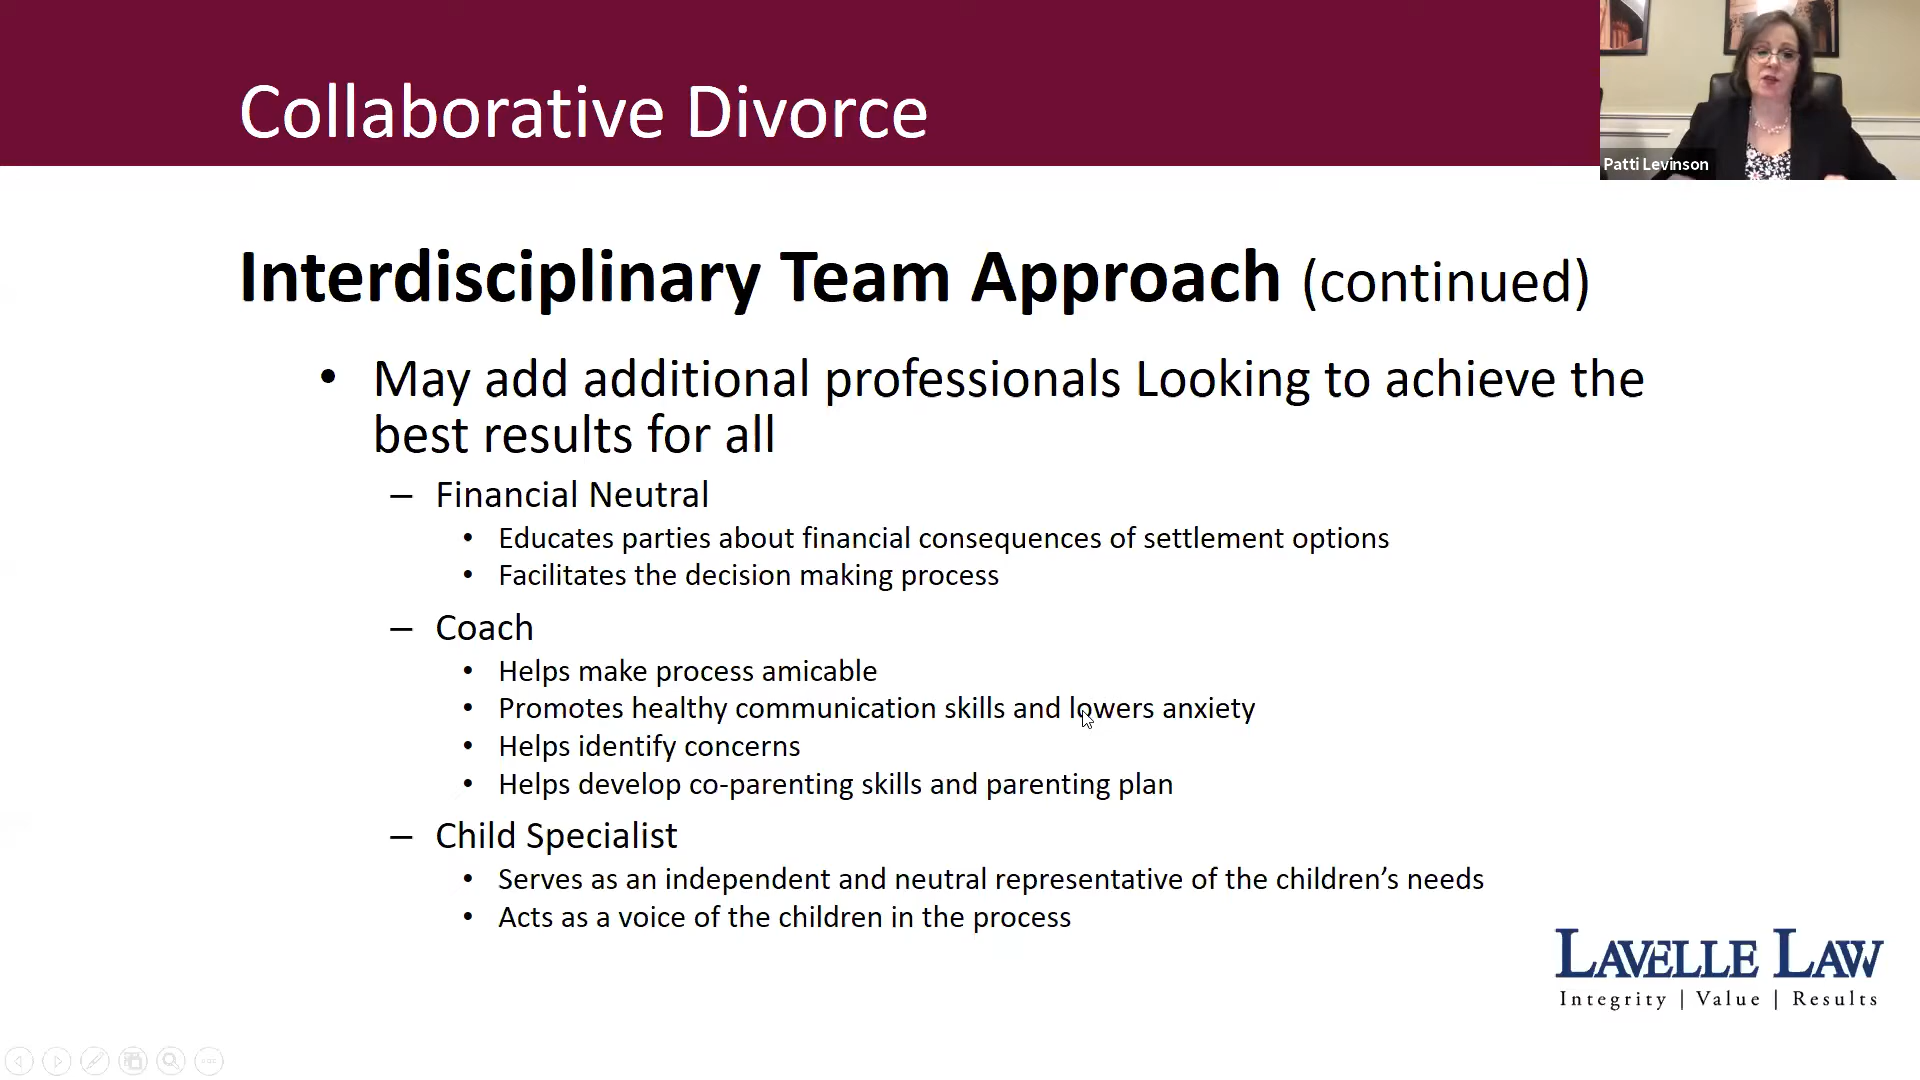 Collaborative Divorce
Patti Levinson
Interdisciplinary Team Approach (continued)
• May add additional professionals Looking to achieve the
best results for all
– Financial Neutral
• Educates parties about financial consequences of settlement options
• Facilitates the decision making process
– Coach
• Helps make process amicable
• Promotes healthy communication skills and lowers anxiety
• Helps identify concerns
• Helps develop co-parenting skills and parenting plan
– Child Specialist
• Serves as an independent and neutral representative of the children’s needs
• Acts as a voice of the children in the process
LAVELLE LAW
Integrity | Value | Results